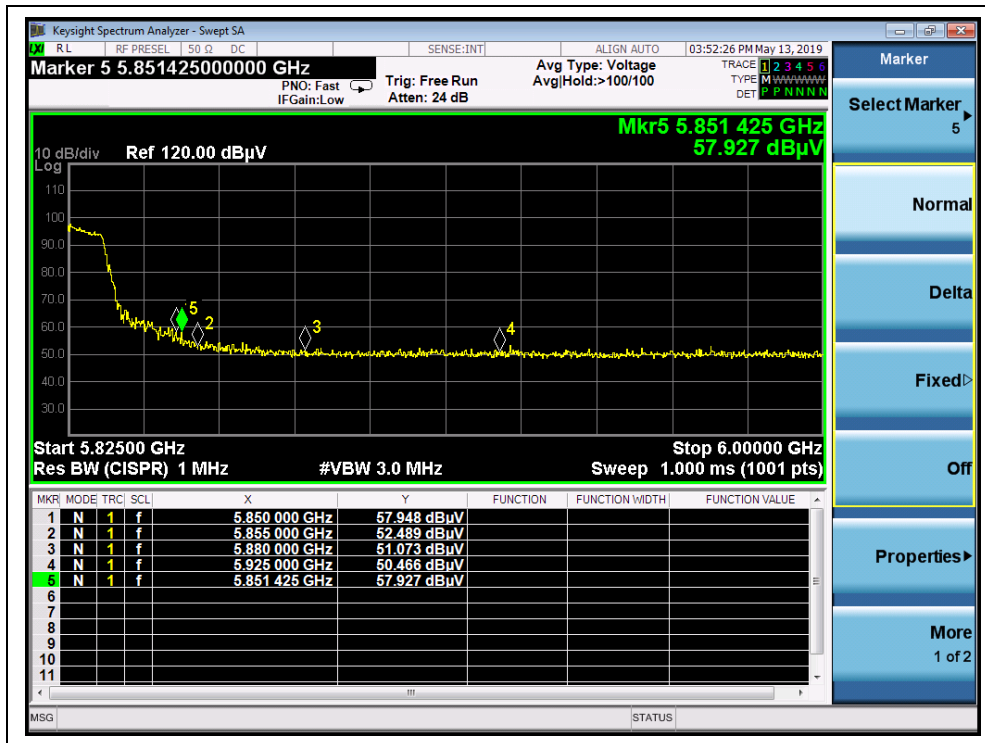 Keysight Spectrum Analyzer - Swept SA
LXI RL RF PRESEL 50 Ω DC SENSE:INT ALIGN AUTO 03:52:26 PM May 13, 2019
Marker 5 5.851425000000 GHz
PNO: Fast
IFGain:Low
Trig: Free Run
Atten: 24 dB
Avg Type: Voltage
Avg|Hold:>100/100
TRACE 1 2 3 4 5 6
TYPE M WWWWW
DET P P N N N N
Mkr5 5.851 425 GHz
57.927 dBµV
10 dB/div Ref 120.00 dBµV
Log
110
100
90.0
80.0
70.0
60.0
50.0
40.0
30.0
5
2
3
4
Start 5.82500 GHz Stop 6.00000 GHz
Res BW (CISPR) 1 MHz #VBW 3.0 MHz Sweep 1.000 ms (1001 pts)
MKR MODE TRC SCL X Y FUNCTION FUNCTION WIDTH FUNCTION VALUE
1 N 1 f 5.850 000 GHz 57.948 dBµV
2 N 1 f 5.855 000 GHz 52.489 dBµV
3 N 1 f 5.880 000 GHz 51.073 dBµV
4 N 1 f 5.925 000 GHz 50.466 dBµV
5 N 1 f 5.851 425 GHz 57.927 dBµV
6
7
8
9
10
11
MSG STATUS
Marker
Select Marker
5
Normal
Delta
Fixed
Off
Properties
More
1 of 2